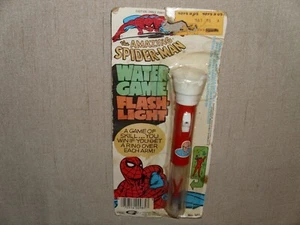 the AMAZING
SPIDER-MAN
WATER
GAME
FLASH-
LIGHT
A GAME OF
SKILL...YOU
WIN IF YOU GET
A RING OVER
EACH ARM!